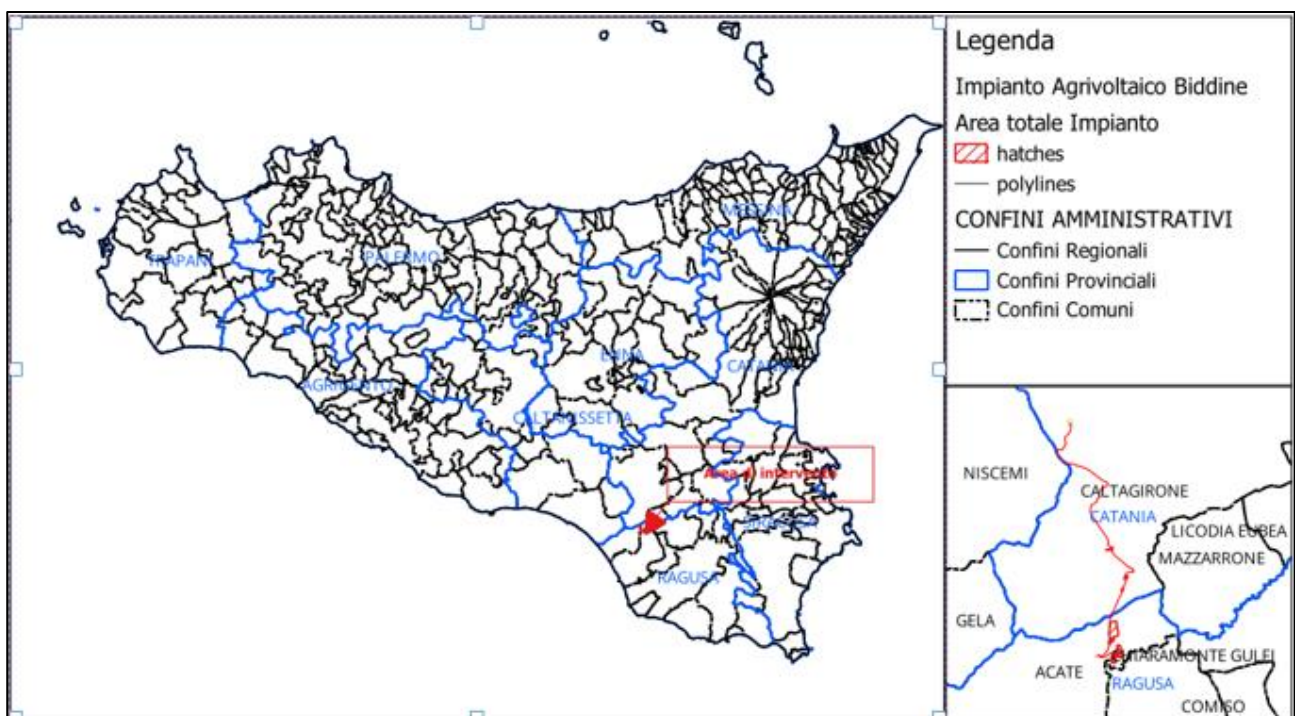 MESSINA
TRAPANI
PALERMO
ENNA
CATANIA
AGRIGENTO
CALTANISSETTA
Area di intervento
SIRACUSA
RAGUSA
Legenda
Impianto Agrivoltaico Biddine
Area totale Impianto
hatches
polylines
CONFINI AMMINISTRATIVI
Confini Regionali
Confini Provinciali
Confini Comuni
NISCEMI
CALTAGIRONE
CATANIA
LICODIA EUBEA
MAZZARRONE
GELA
CHIARAMONTE GULFI
ACATE
RAGUSA
COMISO